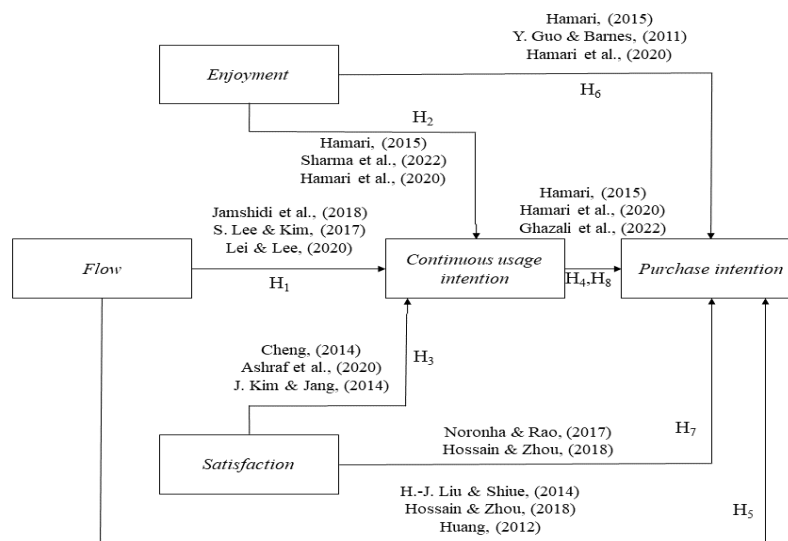 Hamari, (2015)
Y. Guo & Barnes, (2011)
Hamari et al., (2020)
Enjoyment
H6
H2
Hamari, (2015)
Sharma et al., (2022)
Hamari et al., (2020)
Hamari, (2015)
Hamari et al., (2020)
Ghazali et al., (2022)
Jamshidi et al., (2018)
S. Lee & Kim, (2017)
Lei & Lee, (2020)
Flow
H1
Continuous usage
intention
H4,H8
Purchase intention
Cheng, (2014)
Ashraf et al., (2020)
J. Kim & Jang, (2014)
H3
Satisfaction
Noronha & Rao, (2017)
Hossain & Zhou, (2018)
H7
H.-J. Liu & Shiue, (2014)
Hossain & Zhou, (2018)
Huang, (2012)
H5